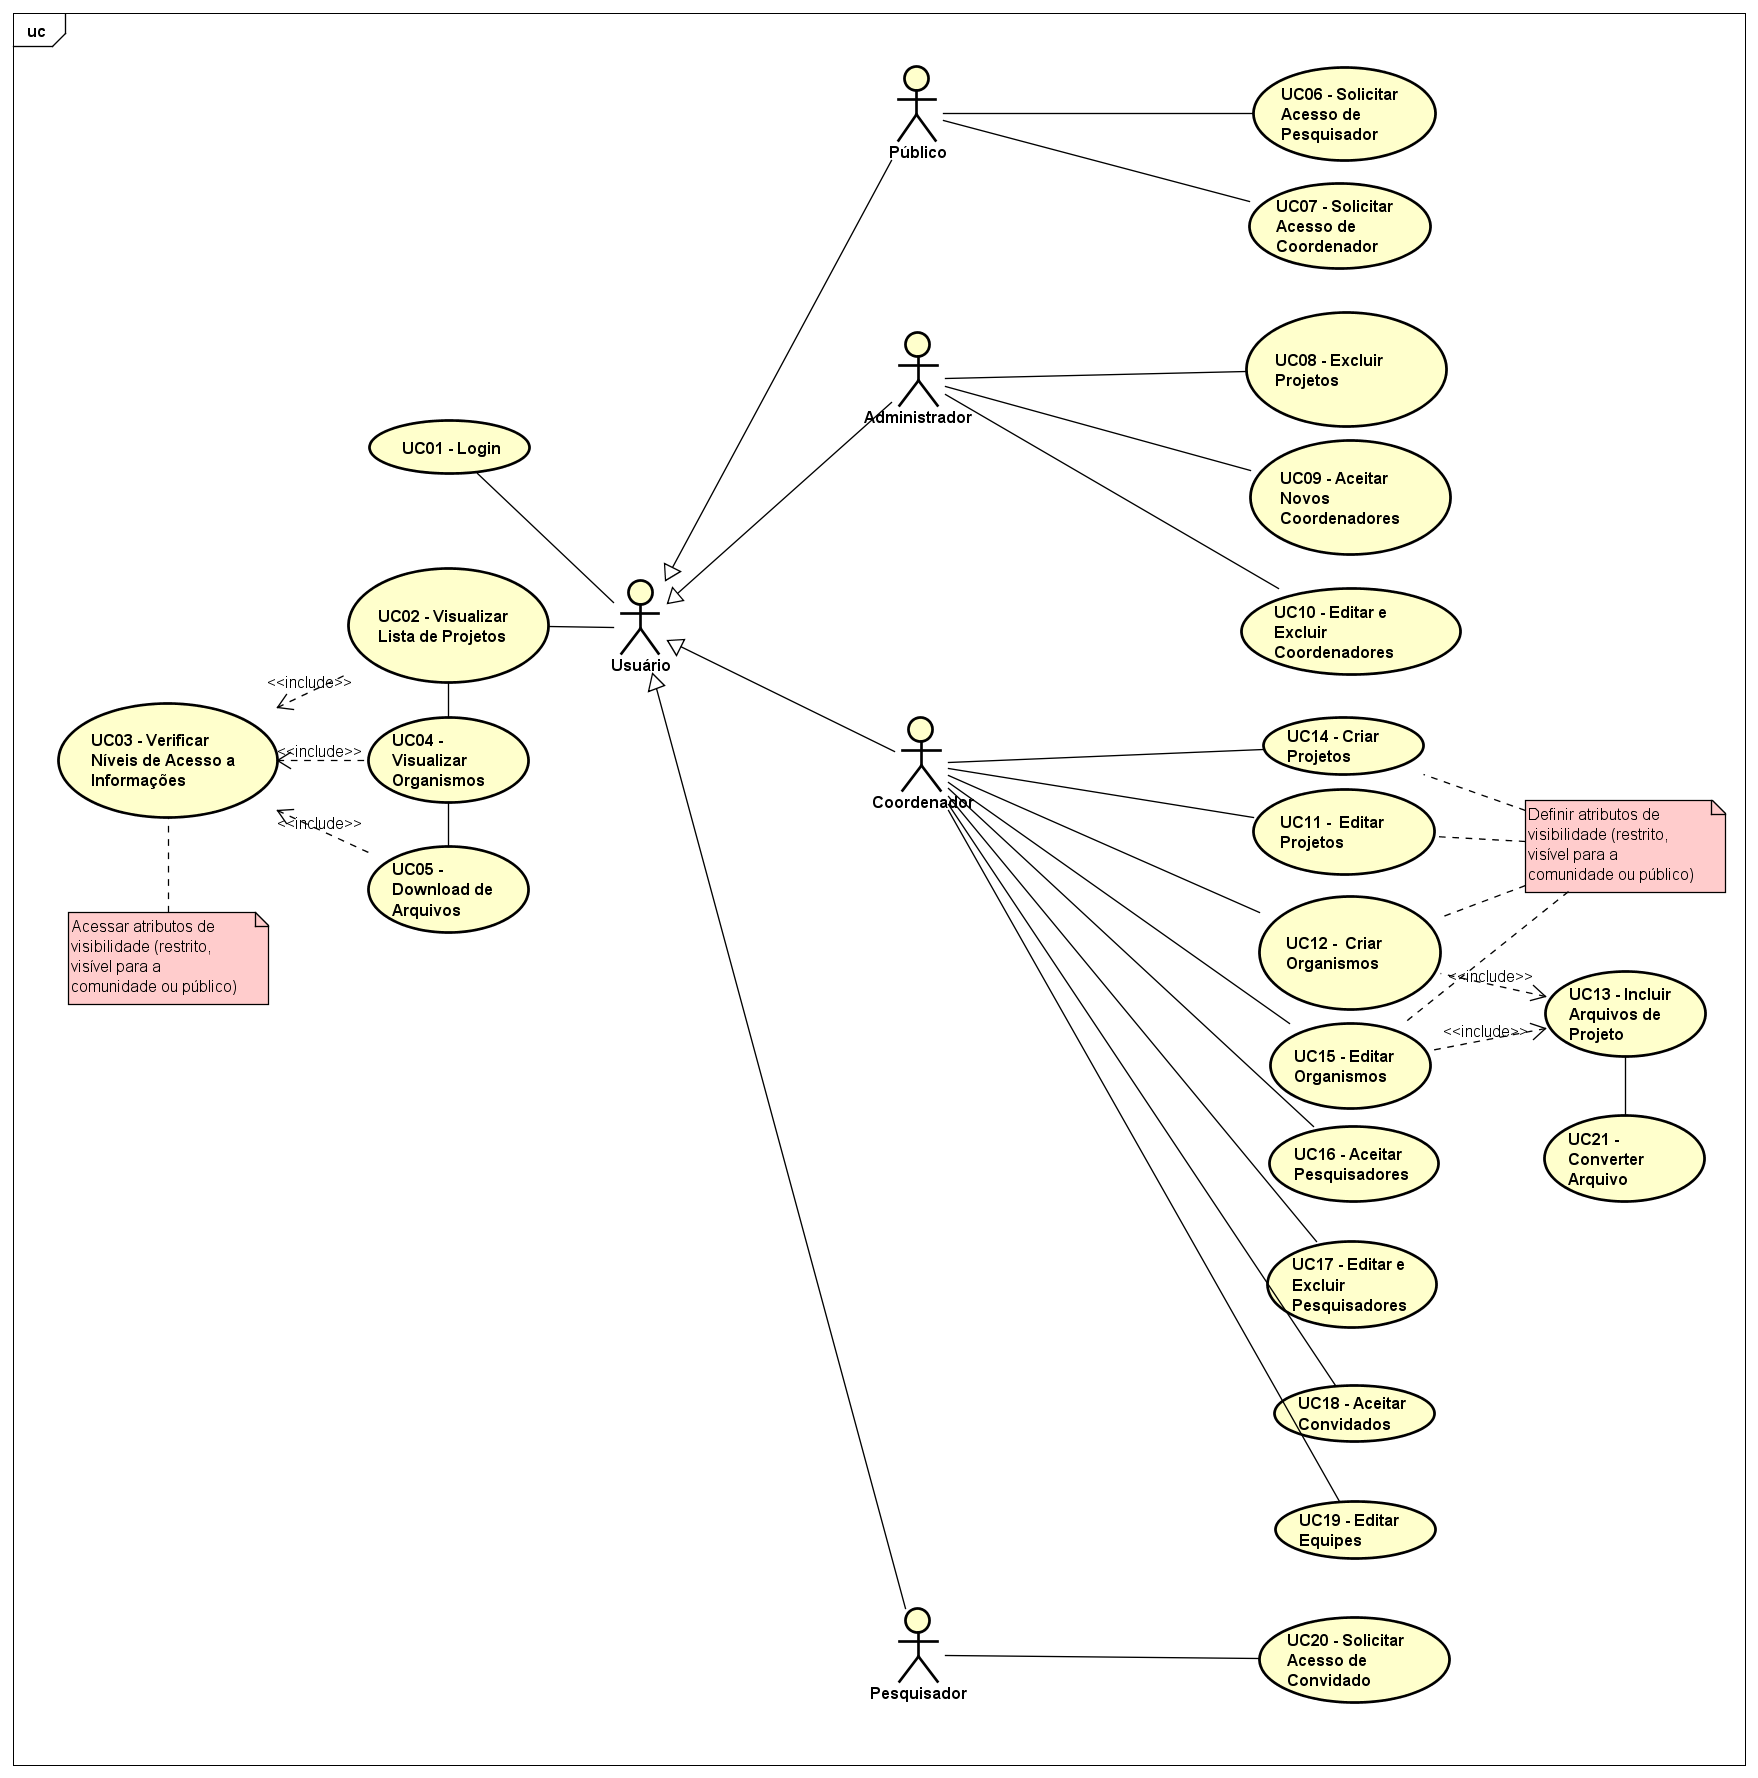 uc
Público
UC06 - Solicitar
Acesso de
Pesquisador
UC07 - Solicitar
Acesso de
Coordenador
Administrador
UC08 - Excluir
Projetos
UC09 - Aceitar
Novos
Coordenadores
UC10 - Editar e
Excluir
Coordenadores
UC01 - Login
UC02 - Visualizar
Lista de Projetos
Usuário
<<include>>
UC03 - Verificar
Níveis de Acesso a
Informações
<<include>>
UC04 -
Visualizar
Organismos
<<include>>
UC05 -
Download de
Arquivos
Acessar atributos de
visibilidade (restrito,
visível para a
comunidade ou público)
Coordenador
UC14 - Criar
Projetos
UC11 - Editar
Projetos
Definir atributos de
visibilidade (restrito,
visível para a
comunidade ou público)
UC12 - Criar
Organismos
<<include>>
UC13 - Incluir
Arquivos de
Projeto
<<include>>
UC15 - Editar
Organismos
UC16 - Aceitar
Pesquisadores
UC21 -
Converter
Arquivo
UC17 - Editar e
Excluir
Pesquisadores
UC18 - Aceitar
Convidados
UC19 - Editar
Equipes
Pesquisador
UC20 - Solicitar
Acesso de
Convidado